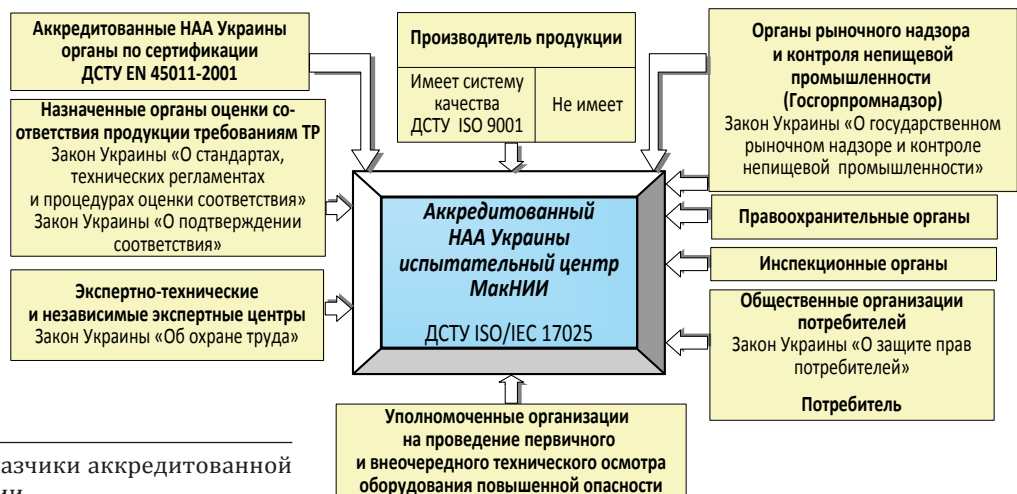 Аккредитованные НАА Украины
органы по сертификации
ДСТУ EN 45011-2001
Назначенные органы оценки со-
ответствия продукции требованиям ТР
Закон Украины «О стандартах,
технических регламентах
и процедурах оценки соответствия»
Закон Украины «О подтверждении
соответствия»
Экспертно-технические
и независимые экспертные центры
Закон Украины «Об охране труда»
Производитель продукции
Имеет систему
качества
ДСТУ ISO 9001
Не имеет
Аккредитованный
НАА Украины
испытательный центр
МакНИИ
ДСТУ ISO/IEC 17025
Органы рыночного надзора
и контроля непищевой
промышленности
(Госгорпромнадзор)
Закон Украины «О государственном
рыночном надзоре и контроле
непищевой промышленности»
Правоохранительные органы
Инспекционные органы
Общественные организации
потребителей
Закон Украины «О защите прав
потребителей»
Потребитель
Уполномоченные организации
на проведение первичного
и внеочередного технического осмотра
оборудования повышенной опасности
азчики аккредитованной